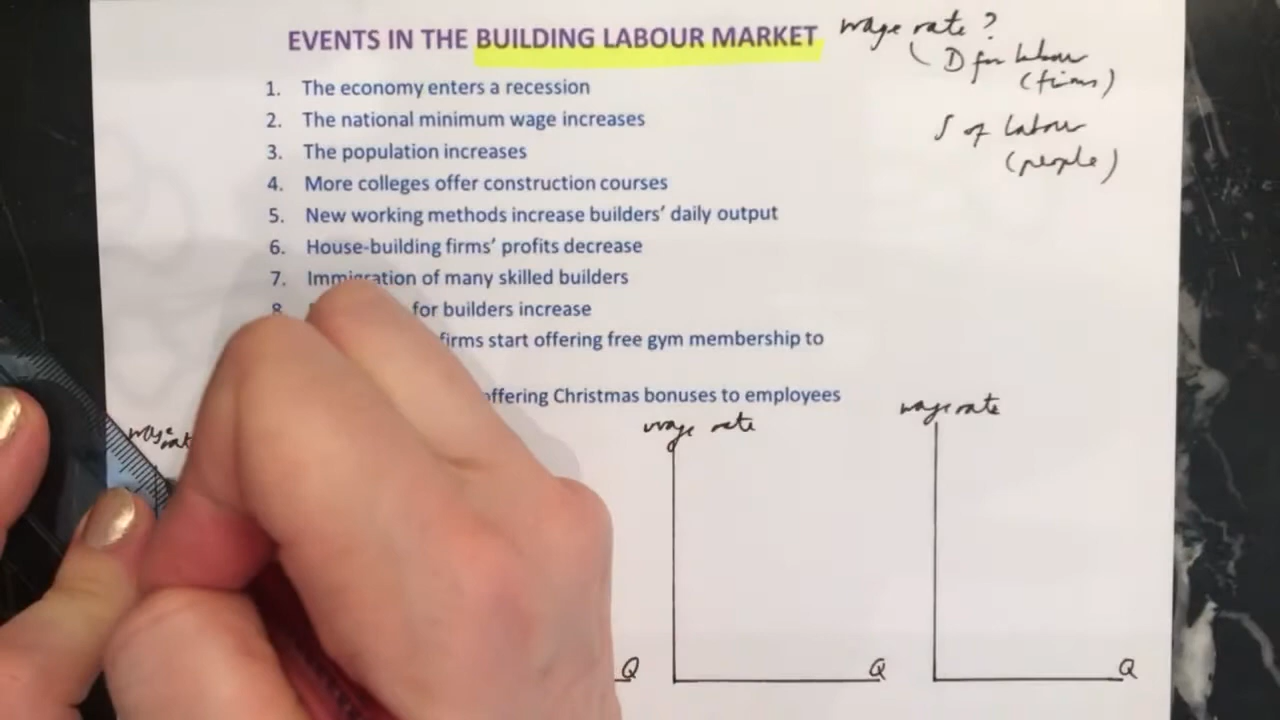 EVENTS IN THE BUILDING LABOUR MARKET
wage rate?
D for labour
(firms)
S of labour
(people)
1. The economy enters a recession
2. The national minimum wage increases
3. The population increases
4. More colleges offer construction courses
5. New working methods increase builders' daily output
6. House-building firms' profits decrease
7. Immigration of many skilled builders
8. for builders increase
firms start offering free gym membership to
offering Christmas bonuses to employees
wage rate
wage rate
wage
Q
Q
Q